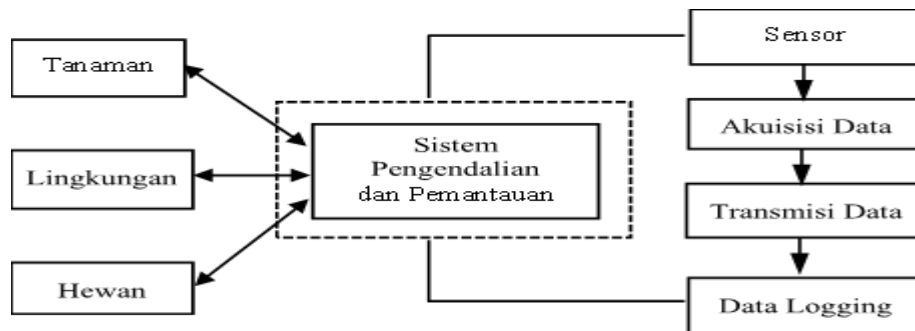 Tanaman
Lingkungan
Hewan
Sistem
Pengendalian
dan Pemantauan
Sensor
Akuisisi Data
Transmisi Data
Data Logging